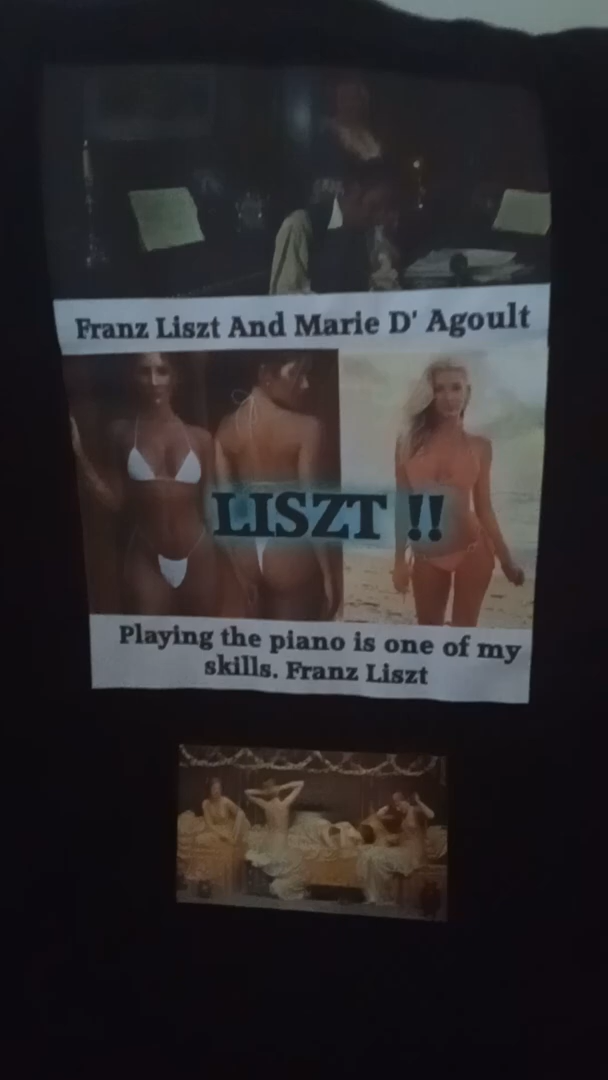 Franz Liszt And Marie D' Agoult
LISZT !!
Playing the piano is one of my
skills. Franz Liszt